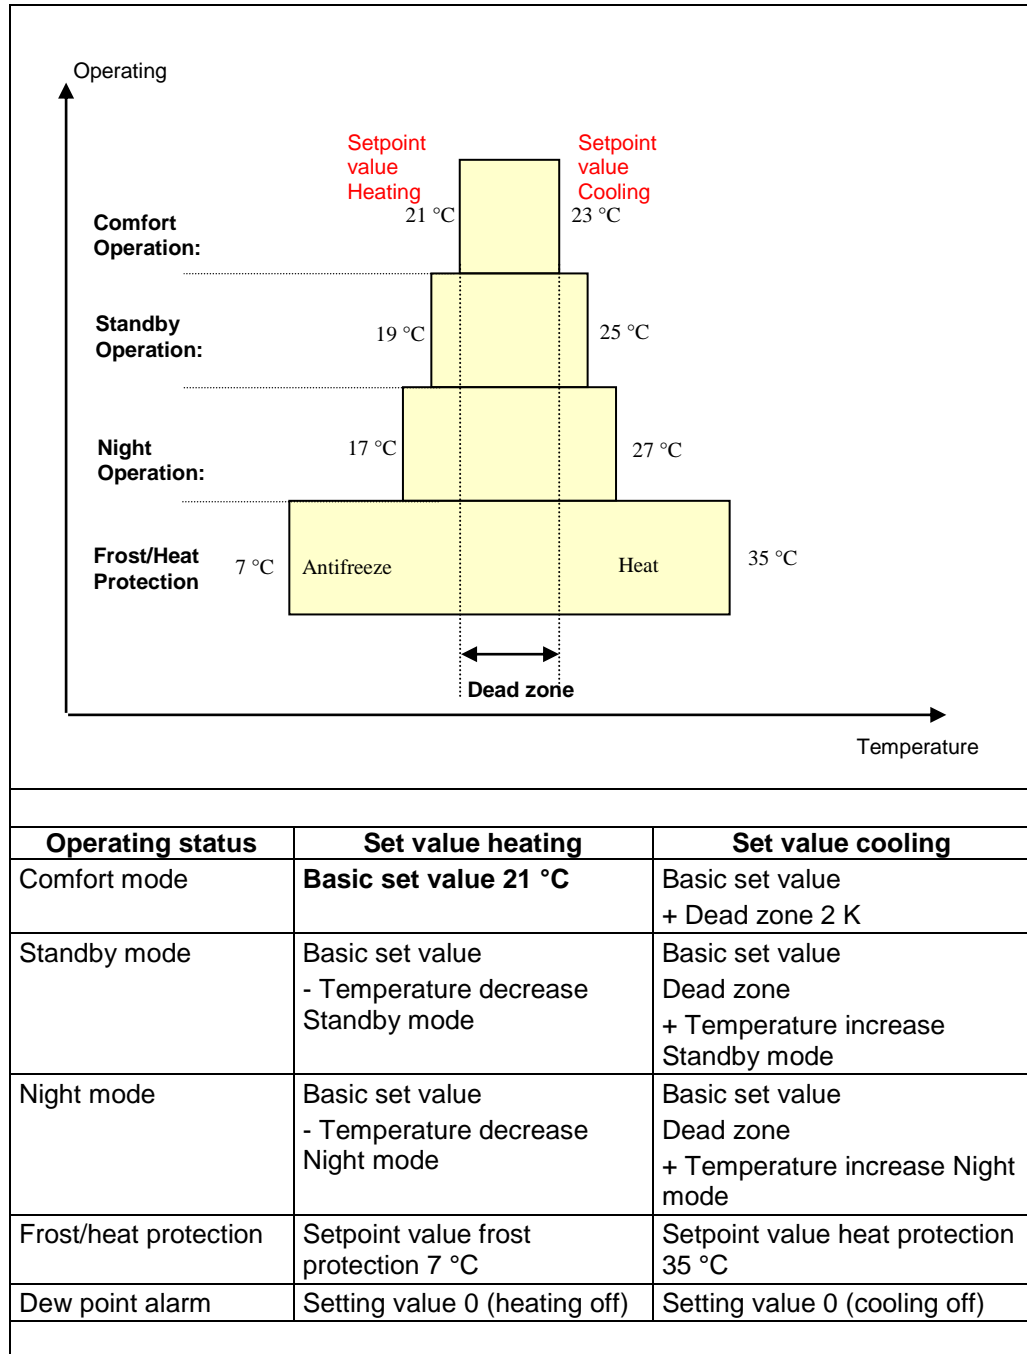 Operating
Setpoint
value
Heating
Setpoint
value
Cooling
21 °C
23 °C
Comfort
Operation:
Standby
Operation:
19 °C
25 °C
Night
Operation:
17 °C
27 °C
Frost/Heat
Protection
7 °C
Antifreeze
Heat
35 °C
Dead zone
Temperature
Operating status
Set value heating
Set value cooling
Comfort mode
Basic set value 21 °C
Basic set value
+ Dead zone 2 K
Standby mode
Basic set value
- Temperature decrease
Standby mode
Basic set value
Dead zone
+ Temperature increase
Standby mode
Night mode
Basic set value
- Temperature decrease
Night mode
Basic set value
Dead zone
+ Temperature increase Night
mode
Frost/heat protection
Setpoint value frost
protection 7 °C
Setpoint value heat protection
35 °C
Dew point alarm
Setting value 0 (heating off)
Setting value 0 (cooling off)